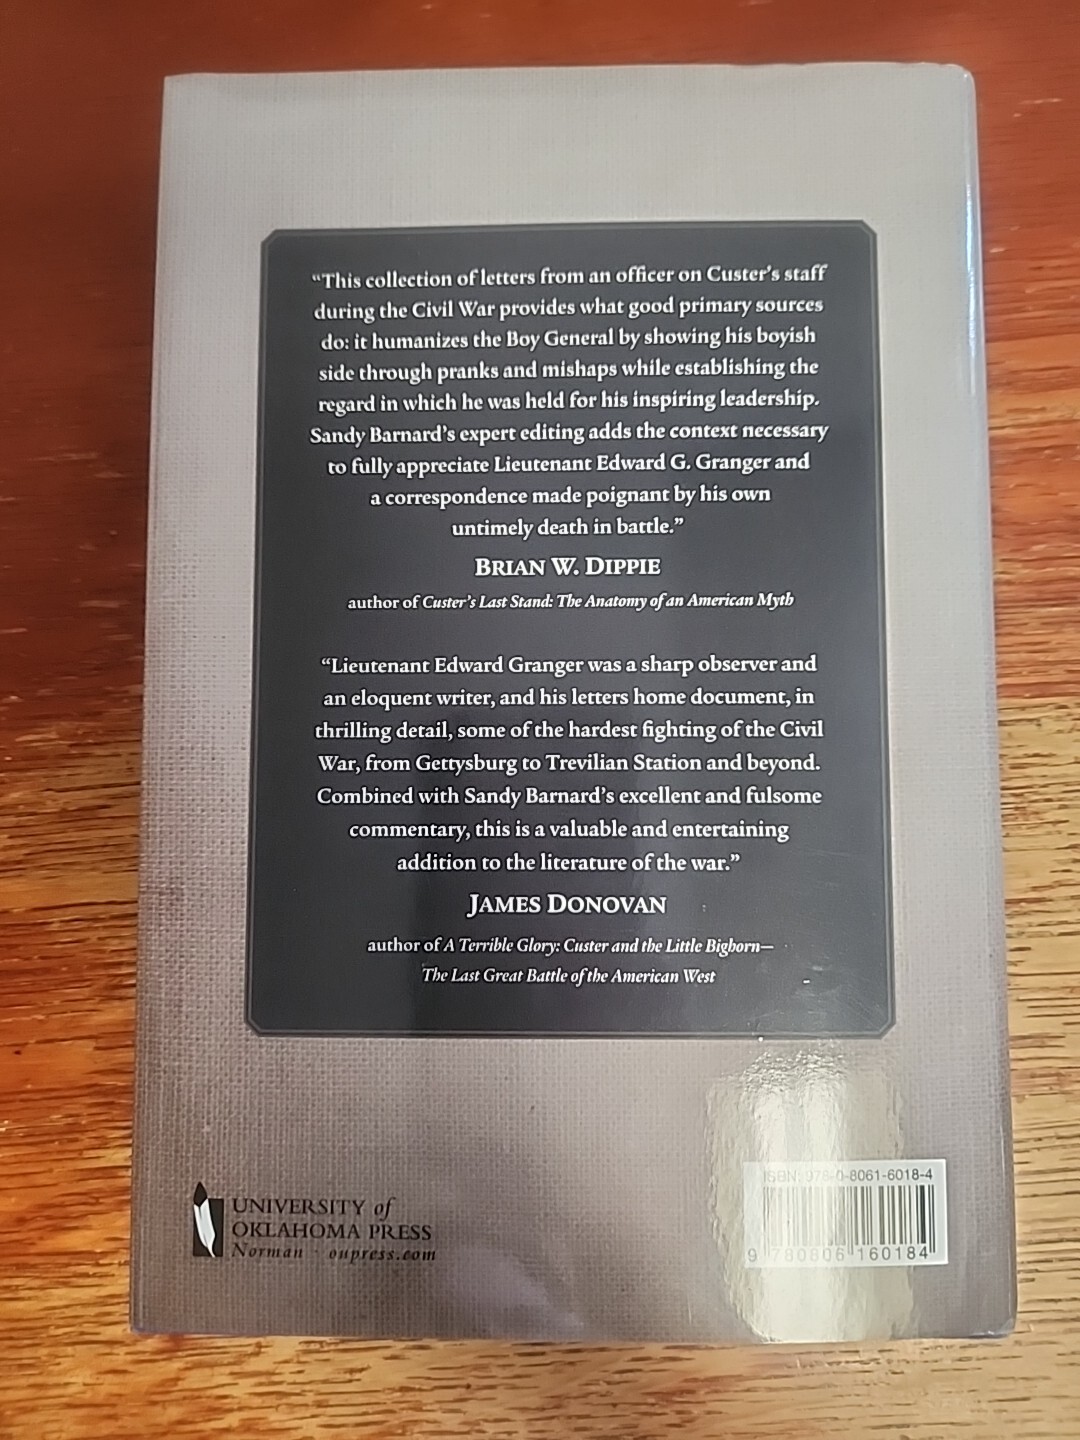 “This collection of letters from an officer on Custer’s staff
during the Civil War provides what good primary sources
do: it humanizes the Boy General by showing his boyish
side through pranks and mishaps while establishing the
regard in which he was held for his inspiring leadership.
Sandy Barnard’s expert editing adds the context necessary
to fully appreciate Lieutenant Edward G. Granger and
a correspondence made poignant by his own
untimely death in battle.”
BRIAN W. DIPPIE
author of Custer’s Last Stand: The Anatomy of an American Myth
“Lieutenant Edward Granger was a sharp observer and
an eloquent writer, and his letters home document, in
thrilling detail, some of the hardest fighting of the Civil
War, from Gettysburg to Trevilian Station and beyond.
Combined with Sandy Barnard’s excellent and fulsome
commentary, this is a valuable and entertaining
addition to the literature of the war.”
JAMES DONOVAN
author of A Terrible Glory: Custer and the Little Bighorn—
The Last Great Battle of the American West
UNIVERSITY of
OKLAHOMA PRESS
Norman · oupress.com
ISBN: 978-0-8061-6018-4
9 780806 160184